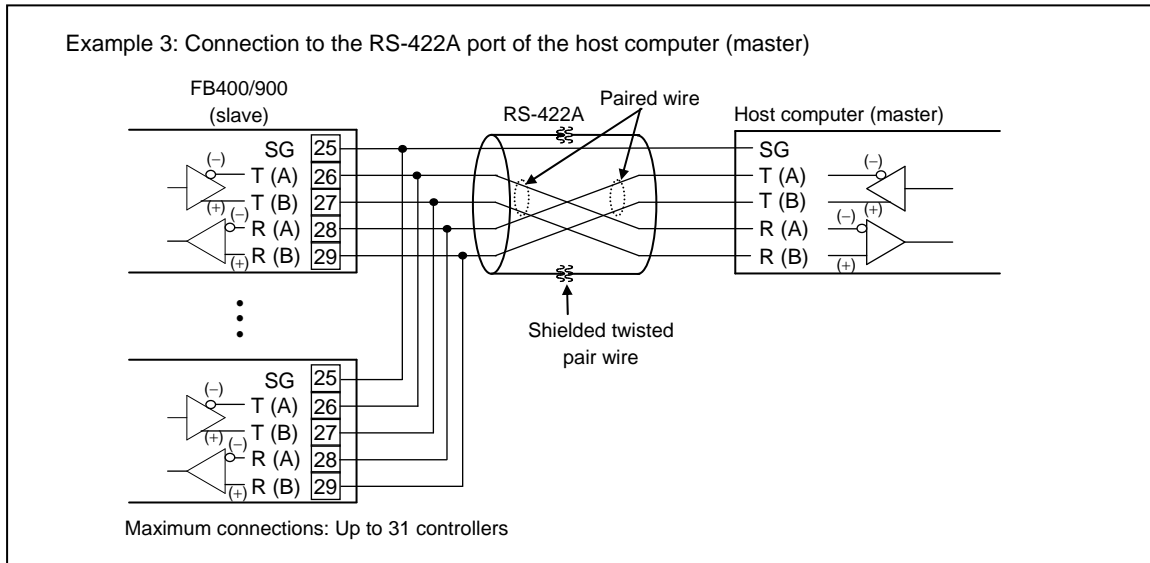 Example 3: Connection to the RS-422A port of the host computer (master)
FB400/900
(slave)
RS-422A
Paired wire
Host computer (master)
SG 25
(−) T (A) 26
(+) T (B) 27
(−) R (A) 28
(+) R (B) 29
SG
T (A) (−)
T (B) (+)
R (A) (−)
R (B) (+)
Shielded twisted
pair wire
SG 25
(−) T (A) 26
(+) T (B) 27
(−) R (A) 28
(+) R (B) 29
Maximum connections: Up to 31 controllers